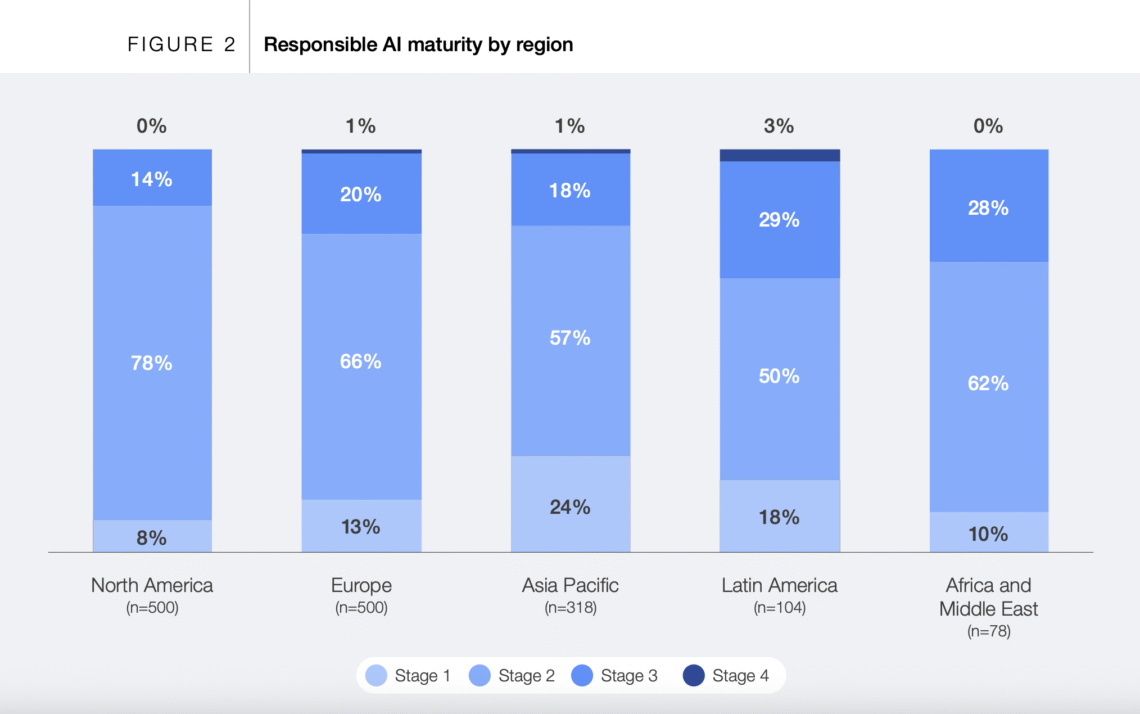 FIGURE 2
Responsible AI maturity by region
0%
1%
1%
3%
0%
14%
20%
18%
29%
28%
78%
66%
57%
50%
62%
8%
13%
24%
18%
10%
North America
(n=500)
Europe
(n=500)
Asia Pacific
(n=318)
Latin America
(n=104)
Africa and
Middle East
(n=78)
Stage 1
Stage 2
Stage 3
Stage 4